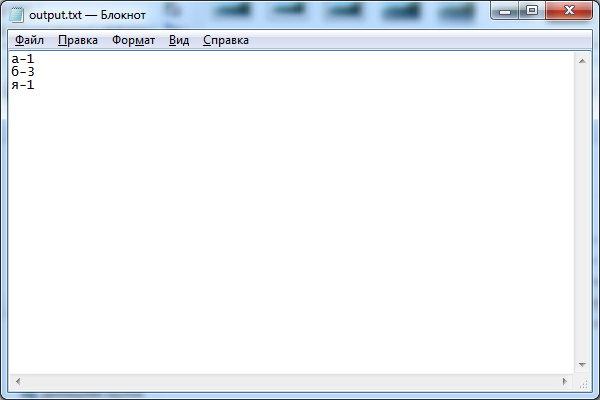 output.txt — Блокнот
Файл Правка Формат Вид Справка
а-1
б-3
я-1